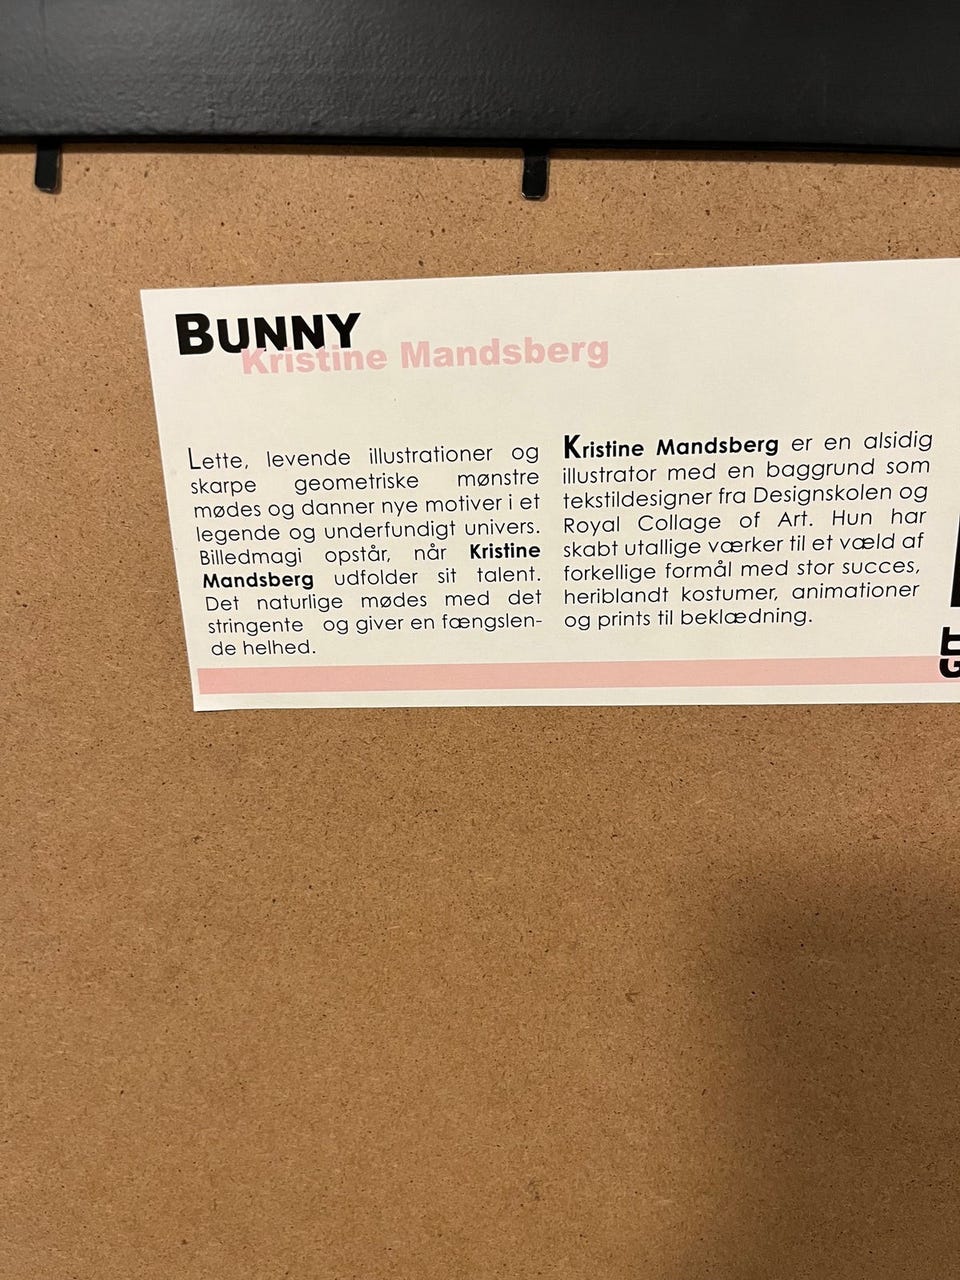 BUNNY
Kristine Mandsberg
Lette, levende illustrationer og
skarpe geometriske mønstre
mødes og danner nye motiver i et
legende og underfundigt univers.
Billedmagi opstår, når Kristine
Mandsberg udfolder sit talent.
Det naturlige mødes med det
stringente og giver en fængslen-
de helhed.
Kristine Mandsberg er en alsidig
illustrator med en baggrund som
tekstildesigner fra Designskolen og
Royal Collage of Art. Hun har
skabt utallige værker til et væld af
forkellige formål med stor succes,
heriblandt kostumer, animationer
og prints til beklædning.